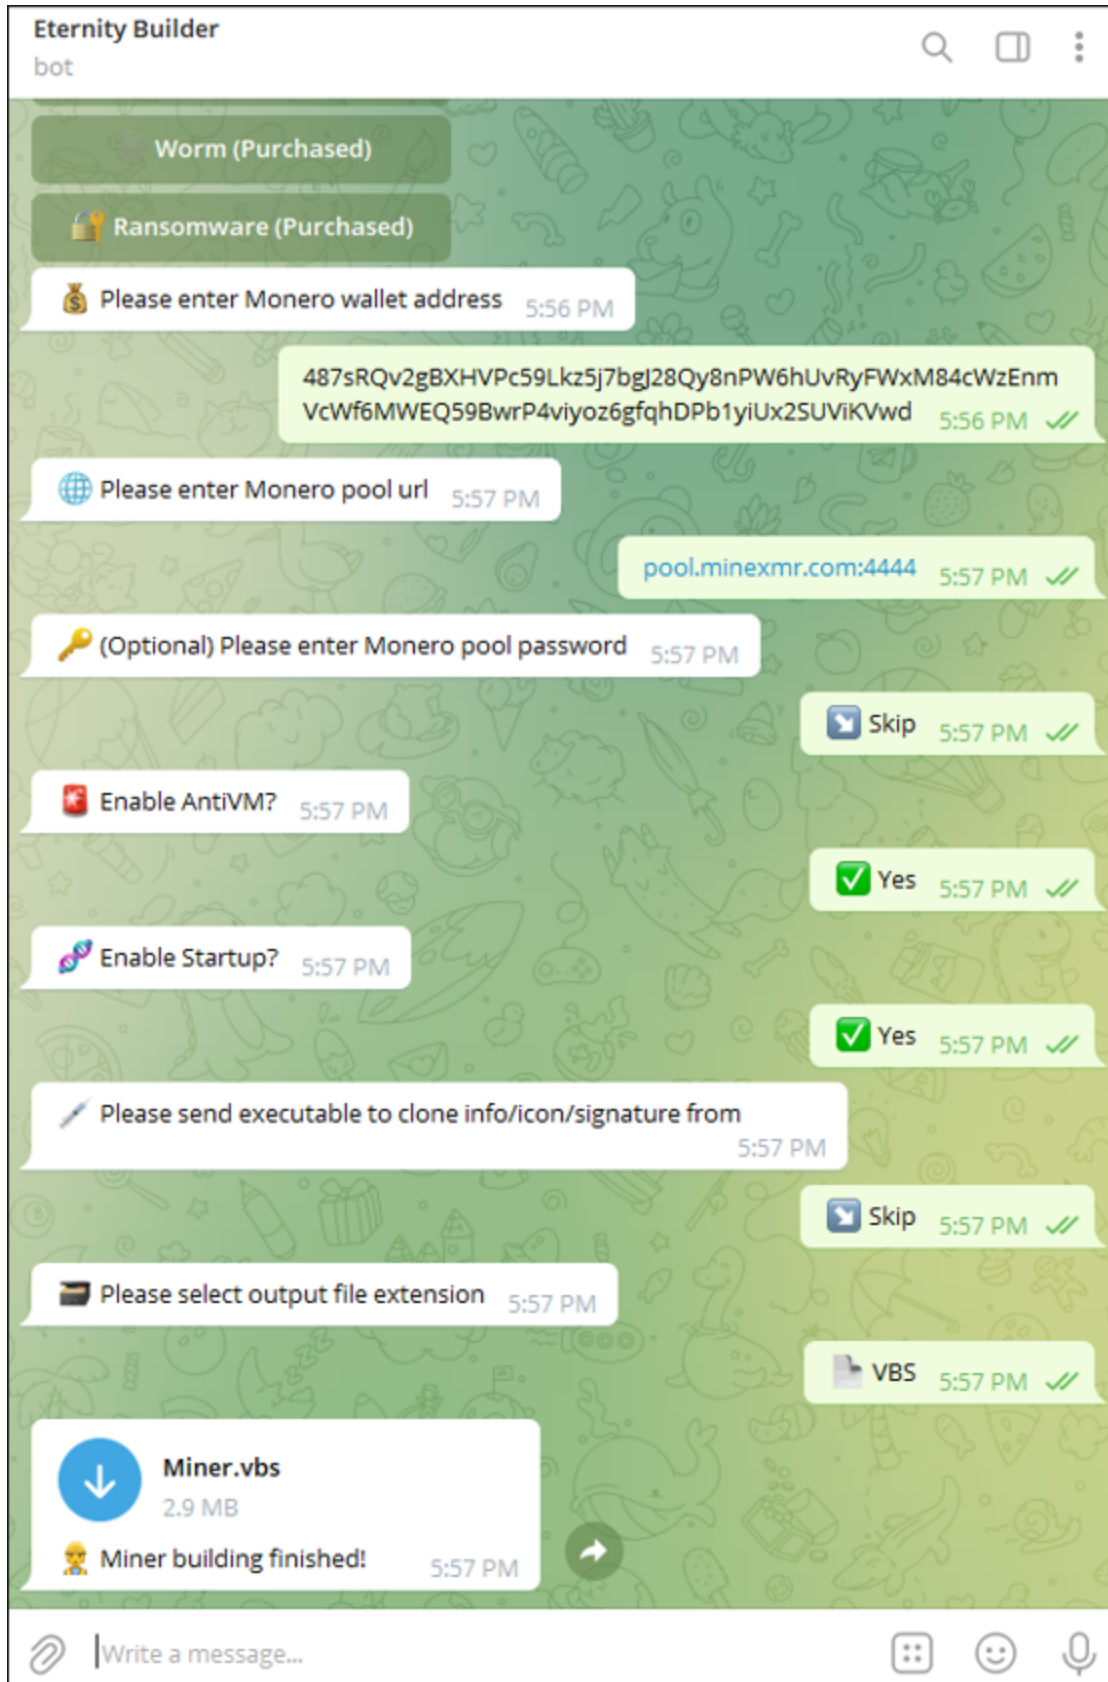 Eternity Builder
bot
Worm (Purchased)
Ransomware (Purchased)
Please enter Monero wallet address 5:56 PM
487sRQv2gBXHVPc59Lkz5j7bgJ28Qy8nPW6hUvRyFWxM84cWzEnm
VcWf6MWEQ59BwrP4viyoz6gfqhDPb1yiUx2SUViKVwd 5:56 PM
Please enter Monero pool url 5:57 PM
pool.minexmr.com:4444 5:57 PM
(Optional) Please enter Monero pool password 5:57 PM
Skip 5:57 PM
Enable AntiVM? 5:57 PM
Yes 5:57 PM
Enable Startup? 5:57 PM
Yes 5:57 PM
Please send executable to clone info/icon/signature from
5:57 PM
Skip 5:57 PM
Please select output file extension 5:57 PM
VBS 5:57 PM
Miner.vbs
2.9 MB
Miner building finished! 5:57 PM
Write a message...